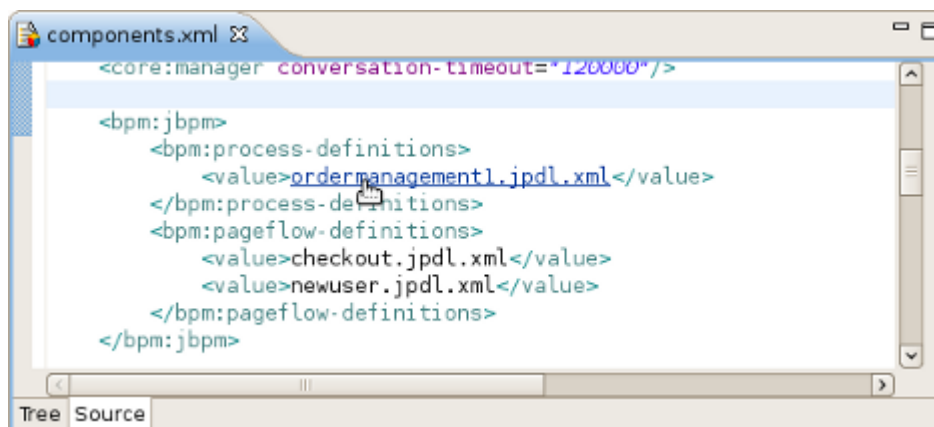 components.xml
<core:manager conversation-timeout="120000"/>
<bpm:jbpm>
<bpm:process-definitions>
<value>ordermanagement1.jpdl.xml</value>
</bpm:process-definitions>
<bpm:pageflow-definitions>
<value>checkout.jpdl.xml</value>
<value>newuser.jpdl.xml</value>
</bpm:pageflow-definitions>
</bpm:jbpm>
Tree Source